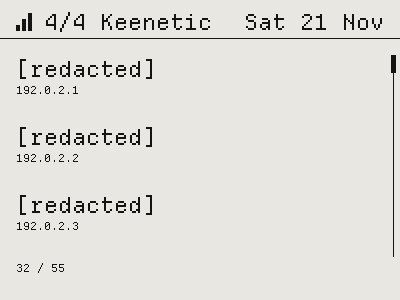 4/4 Keenetic Sat 21 Nov
[redacted]
192.0.2.1
[redacted]
192.0.2.2
[redacted]
192.0.2.3
32 / 55